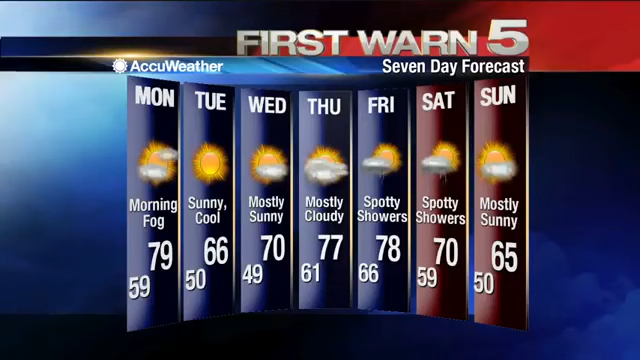 FIRST WARN 5
AccuWeather
Seven Day Forecast
MON
Morning
Fog
79
59
TUE
Sunny,
Cool
66
50
WED
Mostly
Sunny
70
49
THU
Mostly
Cloudy
77
61
FRI
Spotty
Showers
78
66
SAT
Spotty
Showers
70
59
SUN
Mostly
Sunny
65
50